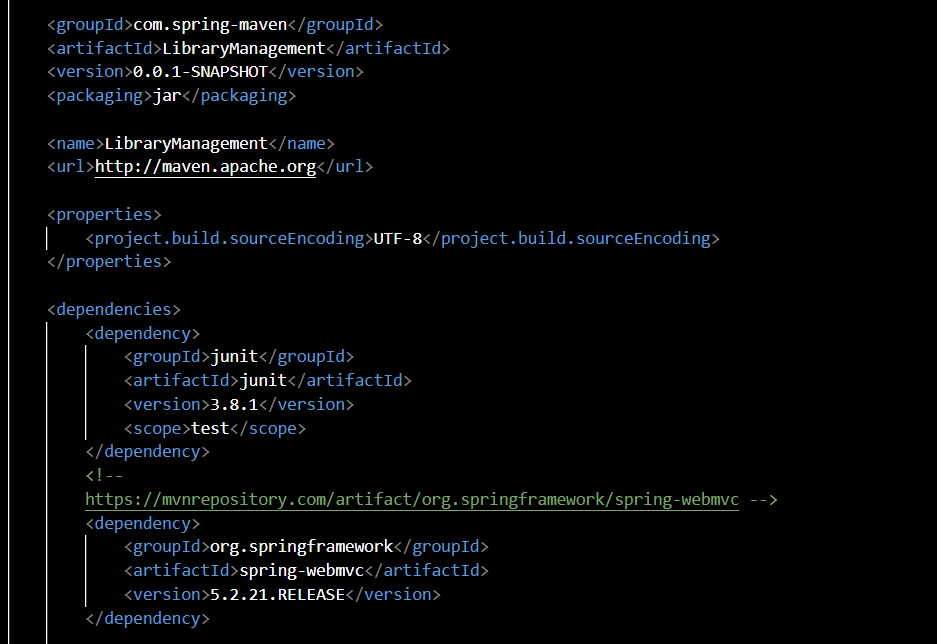 <groupId>com.spring-maven</groupId>
<artifactId>LibraryManagement</artifactId>
<version>0.0.1-SNAPSHOT</version>
<packaging>jar</packaging>
<name>LibraryManagement</name>
<url>http://maven.apache.org</url>
<properties>
<project.build.sourceEncoding>UTF-8</project.build.sourceEncoding>
</properties>
<dependencies>
<dependency>
<groupId>junit</groupId>
<artifactId>junit</artifactId>
<version>3.8.1</version>
<scope>test</scope>
</dependency>
<!--
https://mvnrepository.com/artifact/org.springframework/spring-webmvc -->
<dependency>
<groupId>org.springframework</groupId>
<artifactId>spring-webmvc</artifactId>
<version>5.2.21.RELEASE</version>
</dependency>